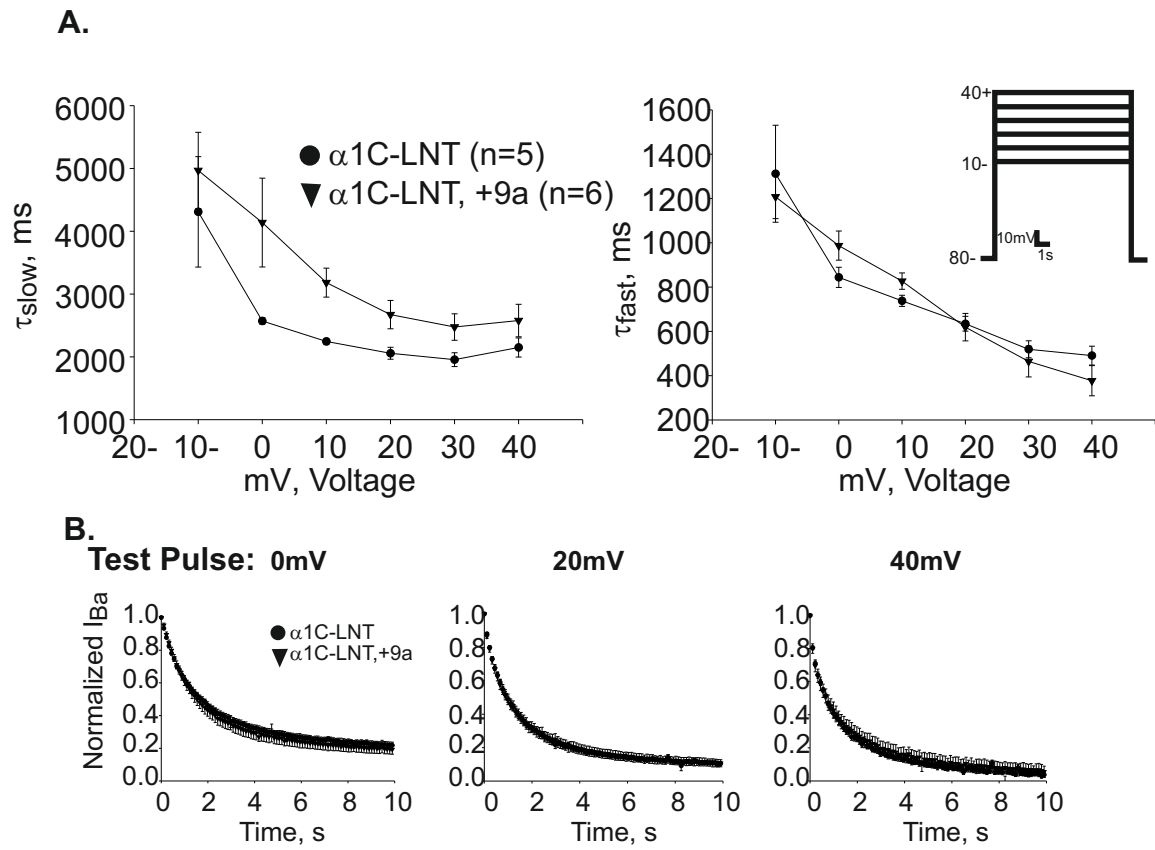 A.
τslow, ms
6000
5000
4000
3000
2000
1000
20- 10- 0 10 20 30 40
mV, Voltage
α1C-LNT (n=5)
α1C-LNT, +9a (n=6)
τfast, ms
1600
1400
1200
1000
800
600
400
200
20- 10- 0 10 20 30 40
mV, Voltage
40+
10-
10mV
1s
80-
B.
Test Pulse: 0mV 20mV 40mV
Normalized IBa
1.0
0.8
0.6
0.4
0.2
0.0
0 2 4 6 8 10
Time, s
α1C-LNT
α1C-LNT,+9a
1.0
0.8
0.6
0.4
0.2
0.0
0 2 4 6 8 10
Time, s
1.0
0.8
0.6
0.4
0.2
0.0
0 2 4 6 8 10
Time, s